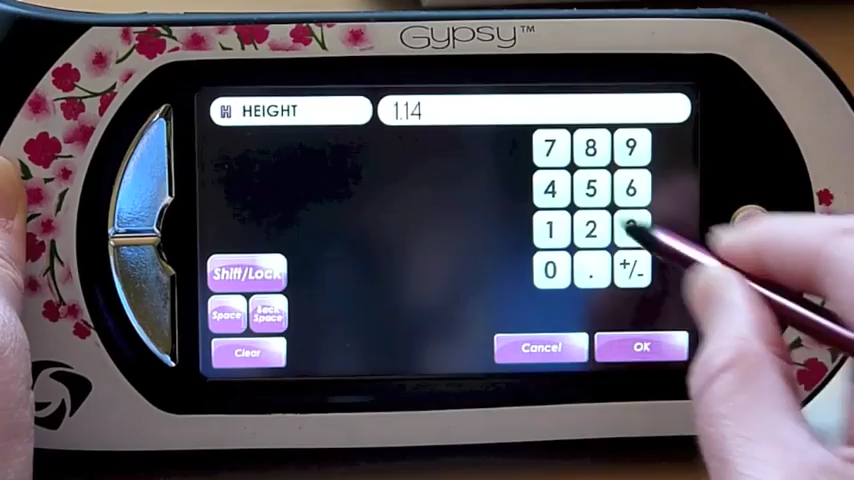 Gypsy™
H HEIGHT 1.14
7 8 9
4 5 6
1 2
0 . +/-
Shift/Lock
Space Back Space
Clear Cancel OK